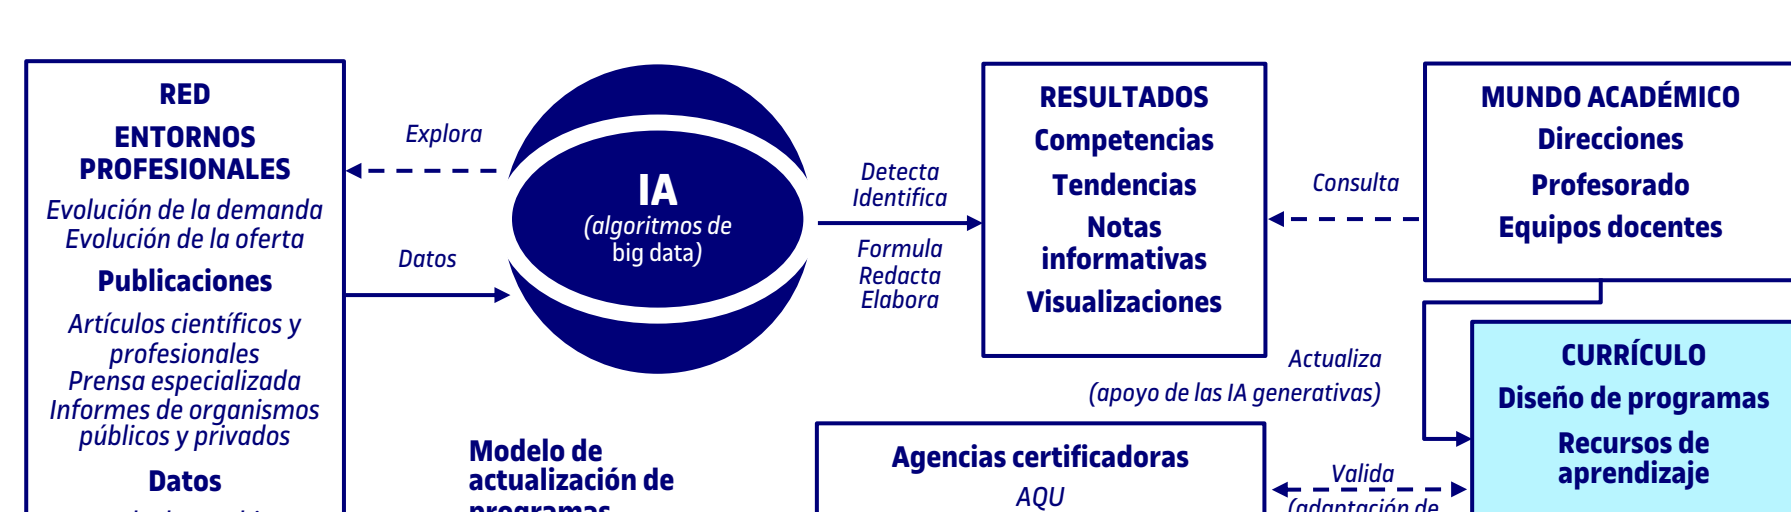 RED
ENTORNOS
PROFESIONALES
Evolución de la demanda
Evolución de la oferta
Publicaciones
Artículos científicos y
profesionales
Prensa especializada
Informes de organismos
públicos y privados
Datos
Explora
Datos
IA
(algoritmos de
big data)
Modelo de
actualización de
programas
Detecta
Identifica
Formula
Redacta
Elabora
RESULTADOS
Competencias
Tendencias
Notas
informativas
Visualizaciones
Consulta
MUNDO ACADÉMICO
Direcciones
Profesorado
Equipos docentes
Actualiza
(apoyo de las IA generativas)
Agencias certificadoras
AQU
Valida
(adaptación de
CURRÍCULO
Diseño de programas
Recursos de
aprendizaje